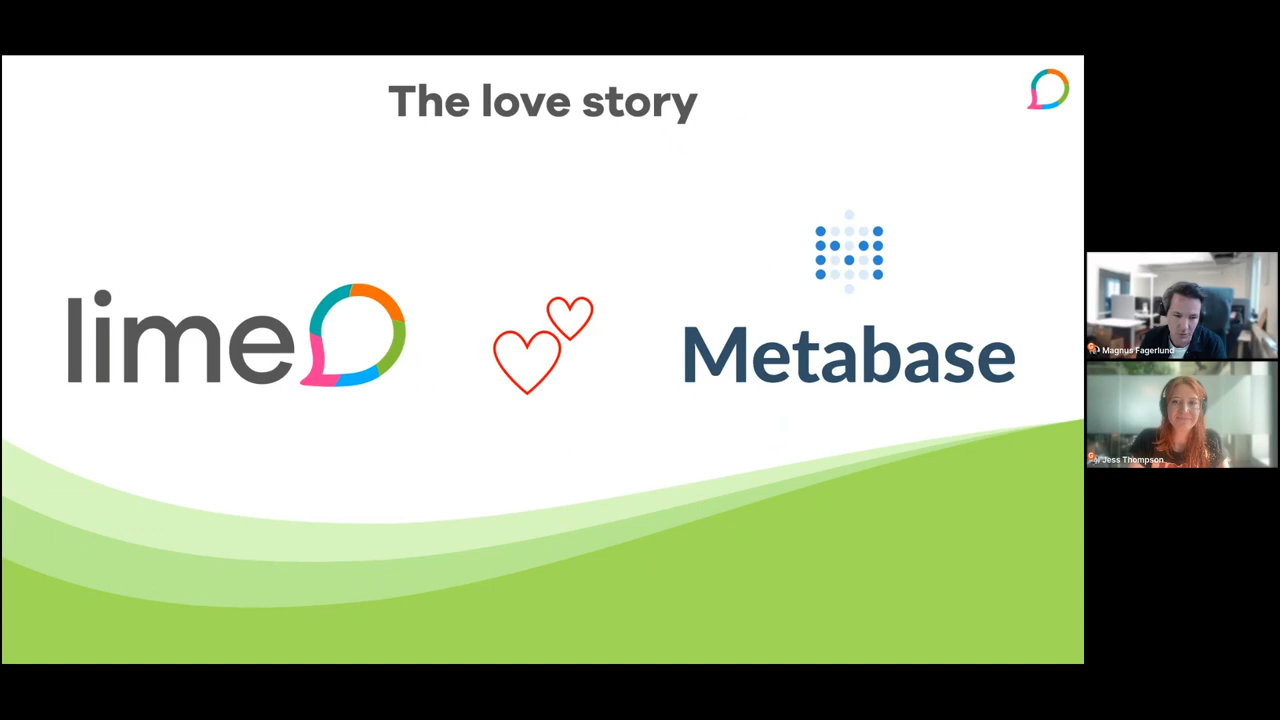 The love story
lime
Metabase
Magnus Fagerlund
Jess Thompson